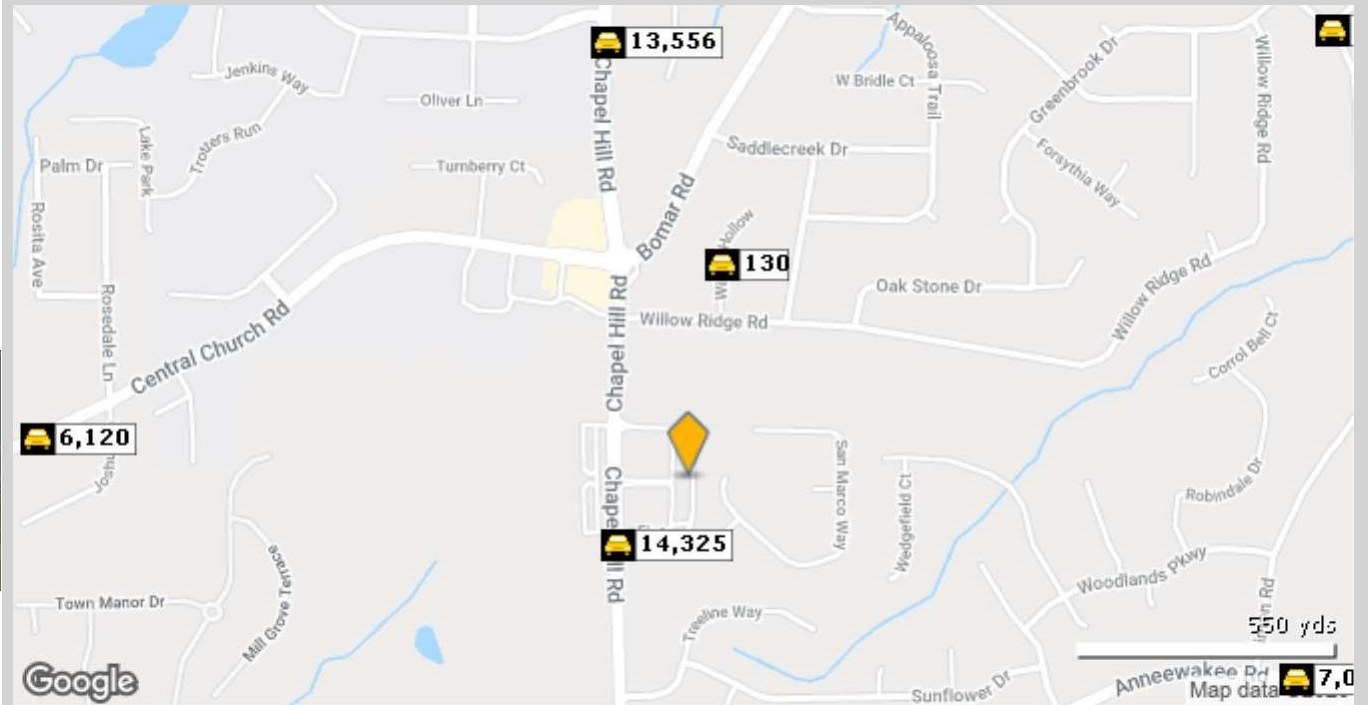 13,556
Appaloosa Trail
W Bridle Ct
Greenbrook Dr
Willow Ridge Rd
Jenkins Way
Oliver Ln
Chapel Hill Rd
Lake Park
Trotters Run
Saddlecreek Dr
Forsythia Way
Palm Dr
Turnberry Ct
Bomar Rd
Rosita Ave
Hollow
130
Oak Stone Dr
Willow Ridge Rd
Rosedale Ln
Willow Ridge Rd
Chapel Hill Rd
Central Church Rd
Corrol Bell Ct
6,120
San Marco Way
Wedgefield Ct
Robindale Dr
14,325
Woodlands Pkwy
Mill Grove Terrace
Town Manor Dr
Treeline Way
550 yds
Anneewakee Rd
Sunflower Dr
Google
Map data
7,0